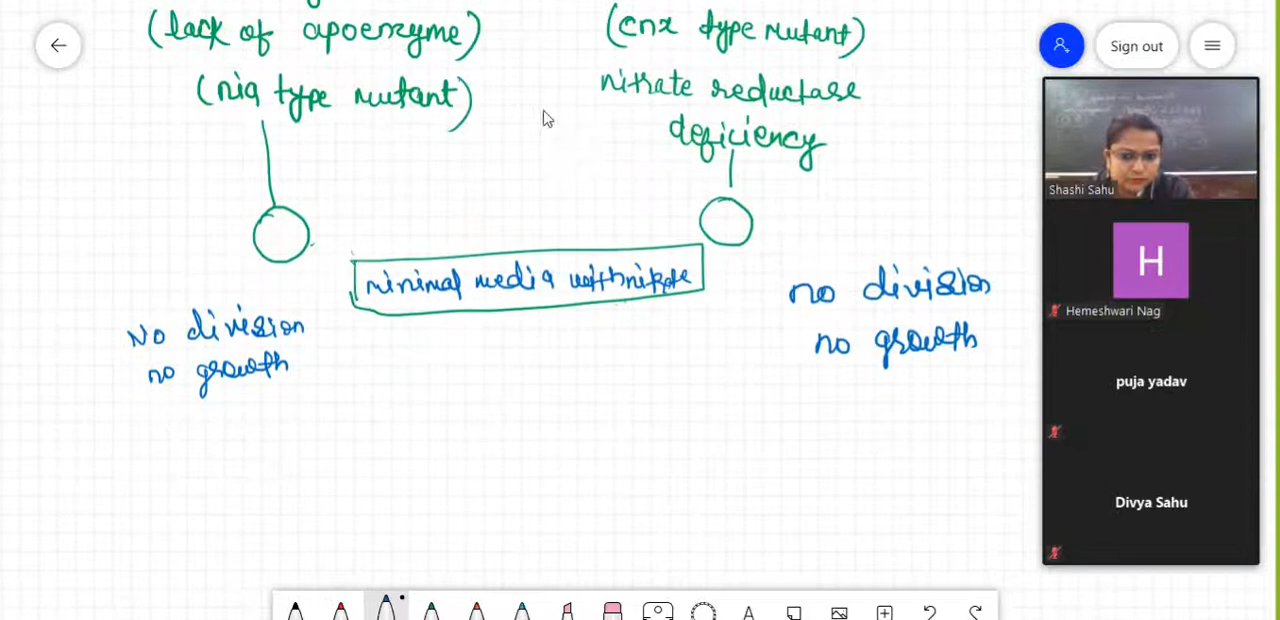 (lack of apoenzyme)
(nia type mutant)
(cnx type mutant)
nitrate reductase
deficiency
minimal media with nitrate
No division
no growth
no division
no growth
Sign out
Shashi Sahu
H
Hemeshwari Nag
puja yadav
Divya Sahu
A